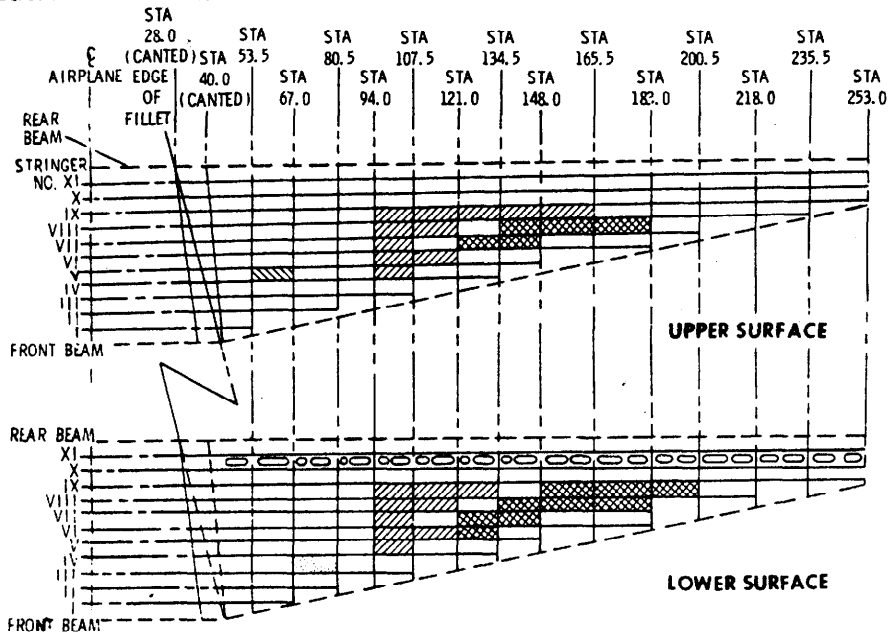 STA
28.0
(CANTED)
STA
40.0
(CANTED)
STA
53.5
STA
67.0
STA
80.5
STA
94.0
STA
107.5
STA
121.0
STA
134.5
STA
148.0
STA
165.5
STA
183.0
STA
200.5
STA
218.0
STA
235.5
STA
253.0
℄
AIRPLANE
EDGE
OF
FILLET
REAR
BEAM
STRINGER
NO. XI
X
IX
VIII
VII
VI
V
IV
III
II
I
FRONT BEAM
UPPER SURFACE
REAR BEAM
XI
X
IX
VIII
VII
VI
V
IV
III
II
I
FRONT BEAM
LOWER SURFACE